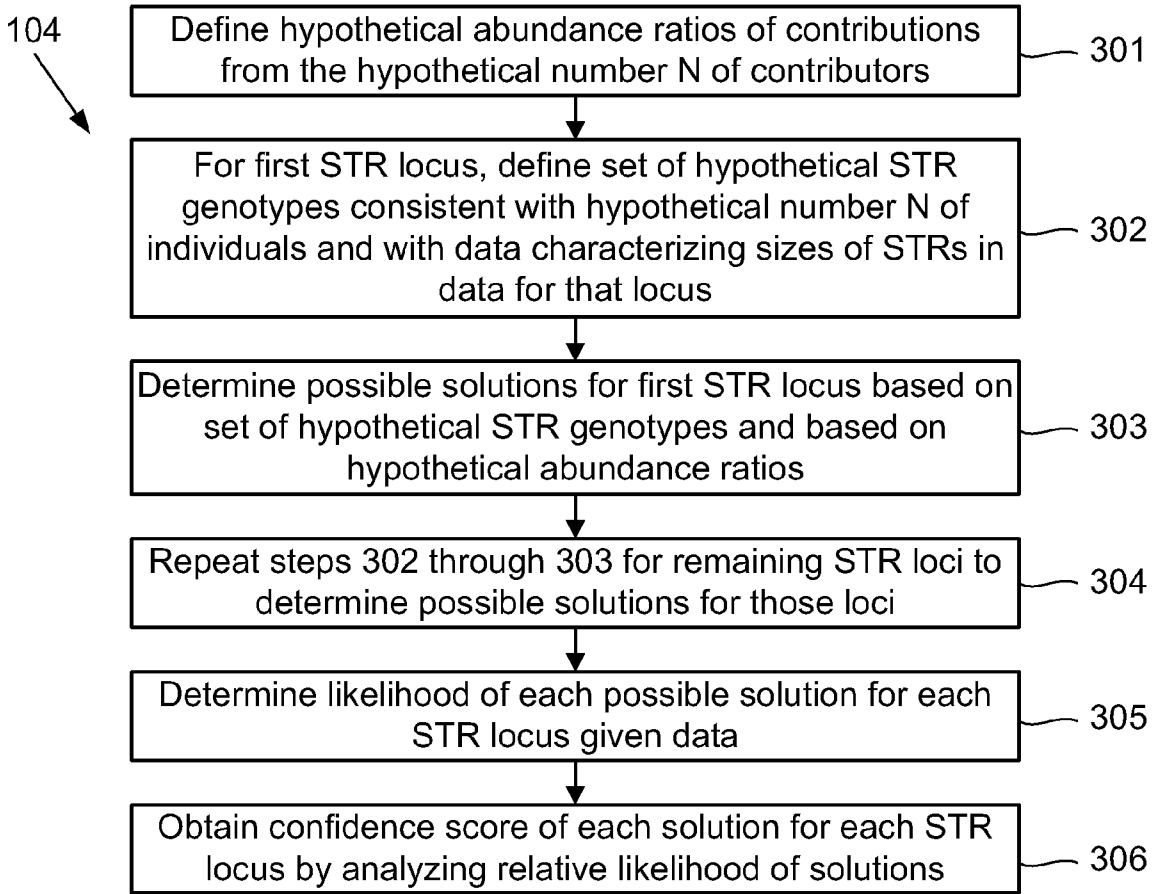 104
Define hypothetical abundance ratios of contributions
from the hypothetical number N of contributors
301
For first STR locus, define set of hypothetical STR
genotypes consistent with hypothetical number N of
individuals and with data characterizing sizes of STRs in
data for that locus
302
Determine possible solutions for first STR locus based on
set of hypothetical STR genotypes and based on
hypothetical abundance ratios
303
Repeat steps 302 through 303 for remaining STR loci to
determine possible solutions for those loci
304
Determine likelihood of each possible solution for each
STR locus given data
305
Obtain confidence score of each solution for each STR
locus by analyzing relative likelihood of solutions
306